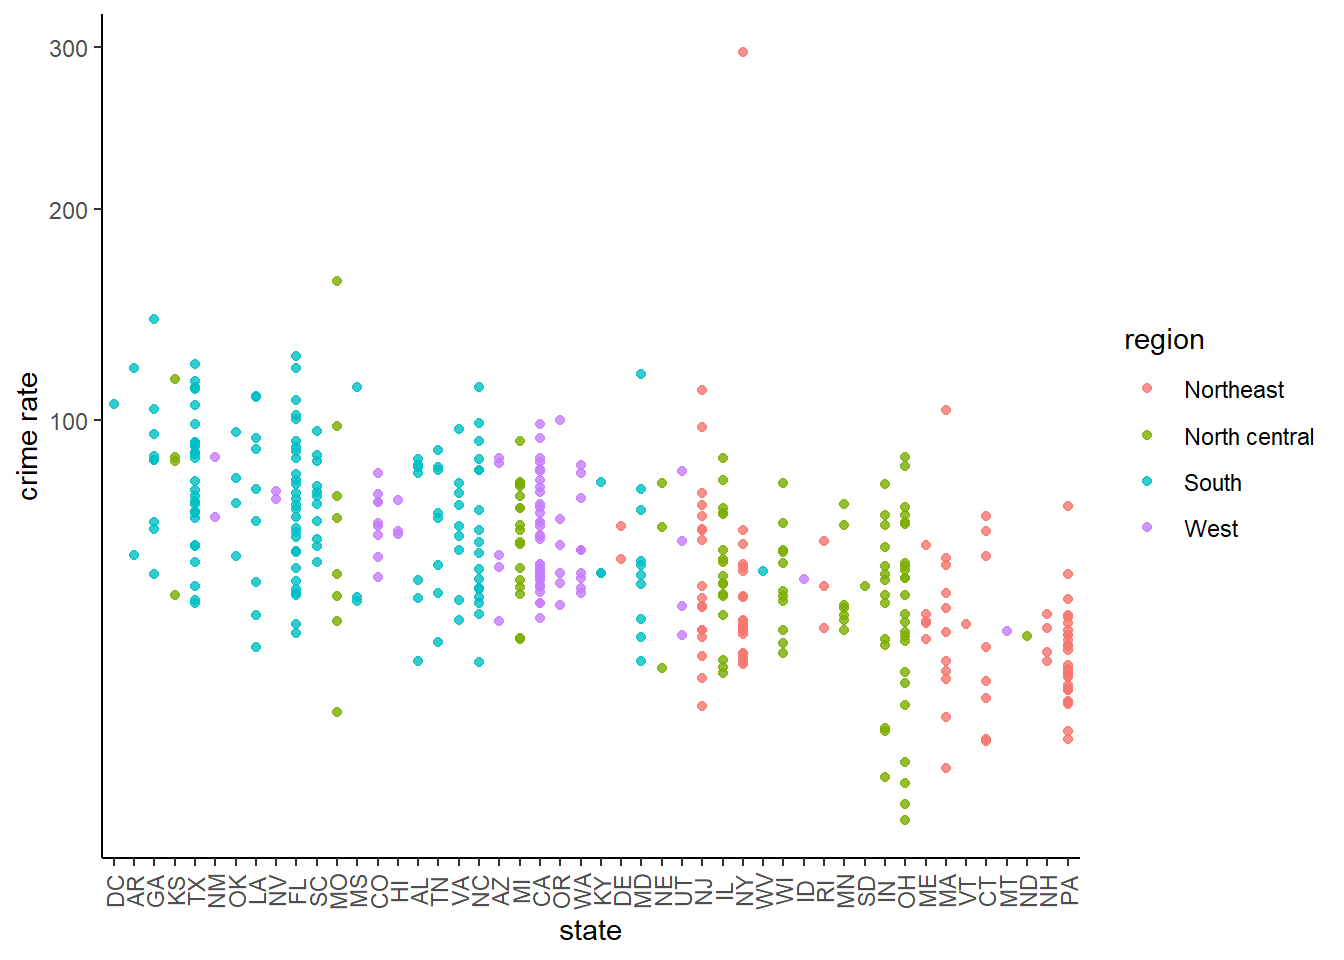 300
200
100
crime rate
DC AR GA KS TX NM OK LA NV FL SC MO MS CO HI AL TN VA NC AZ MI CA OR WA KY DE MD NE UT NJ IL NY WV WI ID RI MN SD IN OH ME MA VT CT MT ND NH PA
state
region
Northeast
North central
South
West